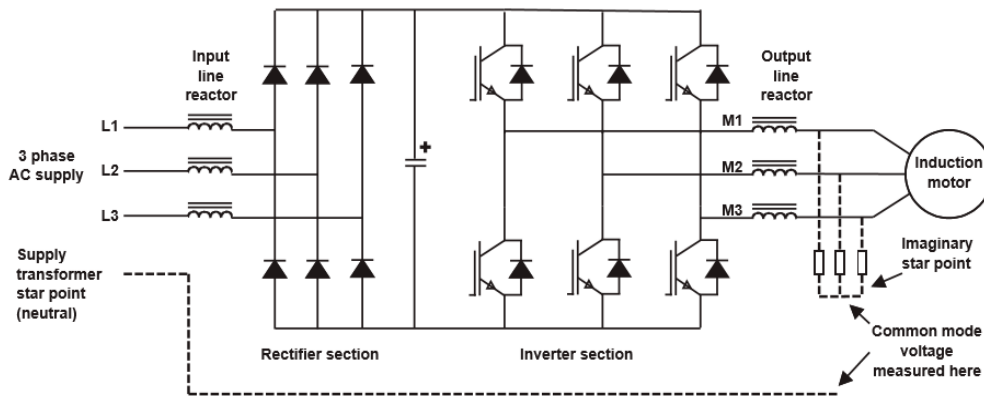 Input
line
reactor
L1
3 phase
AC supply
L2
L3
Supply
transformer
star point
(neutral)
Rectifier section
+
Inverter section
Output
line
reactor
M1
M2
M3
Induction
motor
Imaginary
star point
Common mode
voltage
measured here